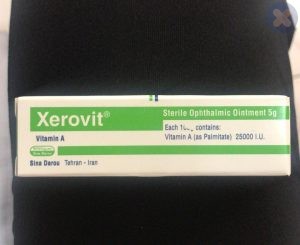 Xerovit®
Vitamin A
Sina Darou Tehran - Iran
Sterile Ophthalmic Ointment 5g
Each contains:
Vitamin A (as Palmitate) 25000 I.U.